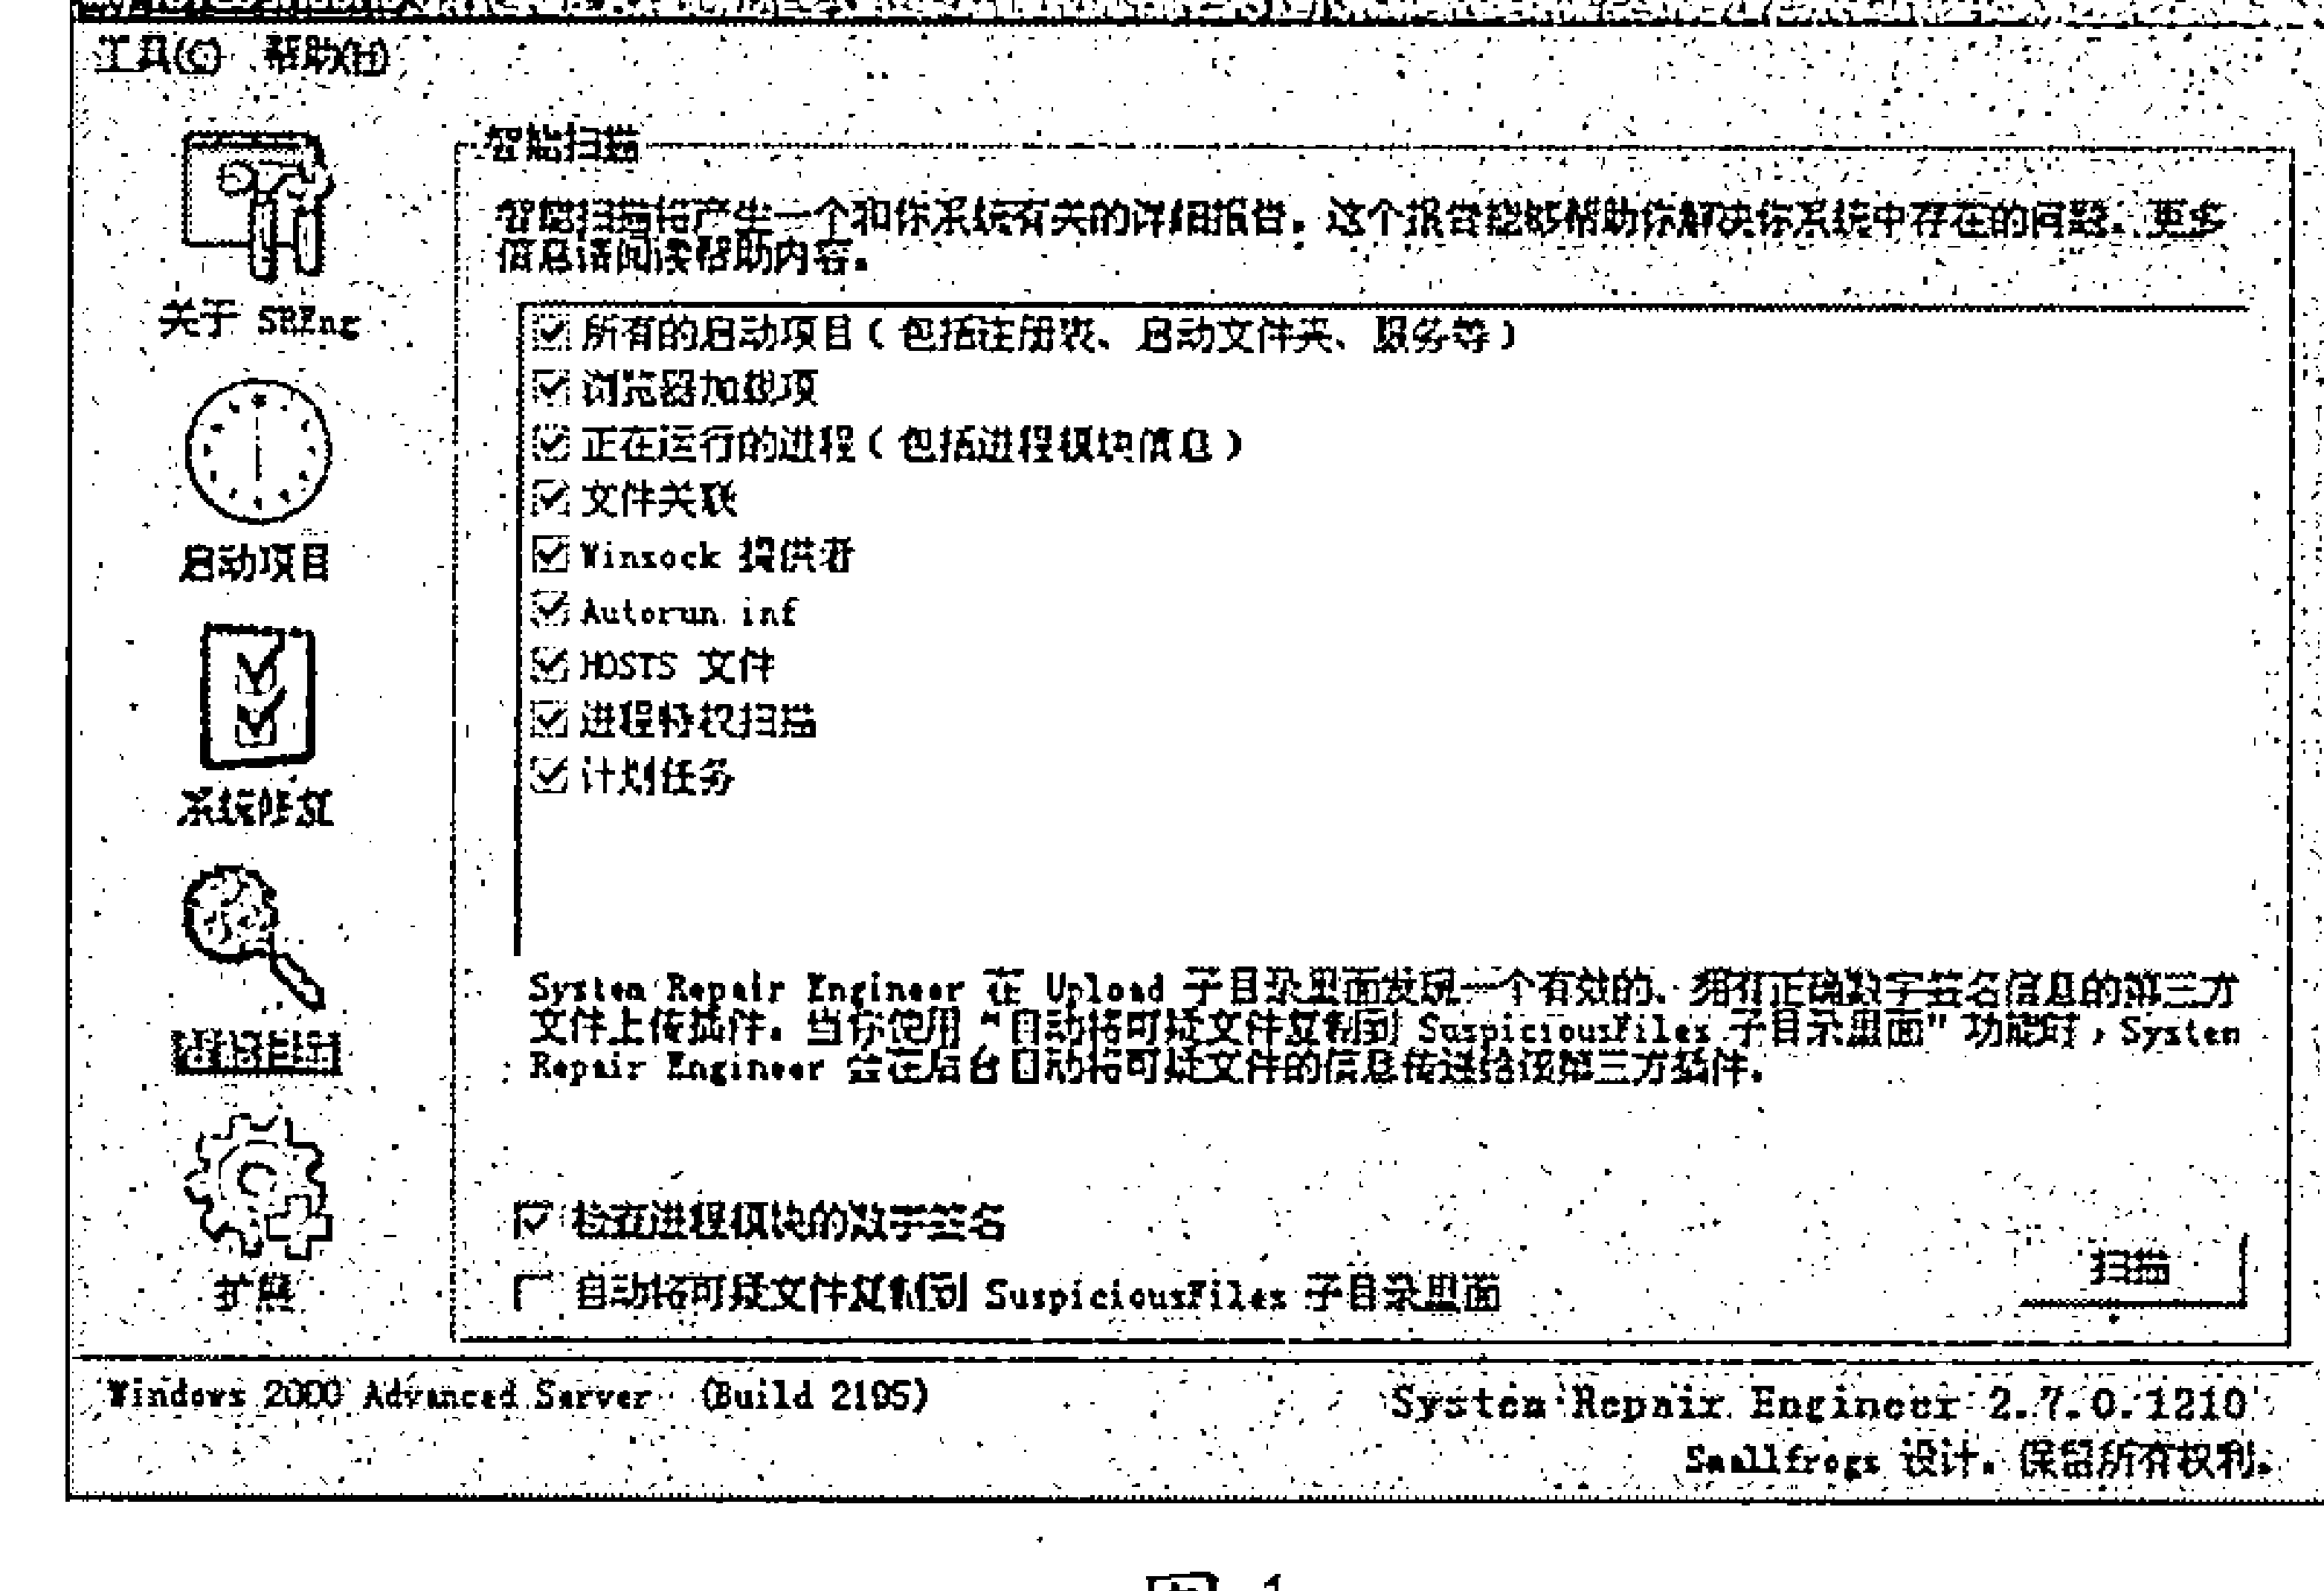 工具(C) 帮助(H)
智能扫描
智能扫描将产生一个和你系统有关的详细报告。这个报告能够帮助你解决你系统中存在的问题。更多
信息请阅读帮助内容。
关于 SREng
所有的启动项目(包括注册表、启动文件夹、服务等)
浏览器加载项
正在运行的进程(包括进程模块信息)
文件关联
启动项目
Winsock 提供者
Autorun.inf
HOSTS 文件
进程特权扫描
计划任务
系统修复
System Repair Engineer 在 Upload 子目录里面发现一个有效的、拥有正确数字签名信息的第三方
文件上传插件。当你使用“自动将可疑文件复制到 SuspiciousFiles 子目录里面”功能时,System
Repair Engineer 会在后台自动将可疑文件的信息传递给该第三方插件。
智能扫描
检查进程模块的数字签名
扫描
自动将可疑文件复制到 SuspiciousFiles 子目录里面
扩展
Windows 2000 Advanced Server (Build 2195)
System Repair Engineer 2.7.0.1210
Smallfrogs 设计。保留所有权利。